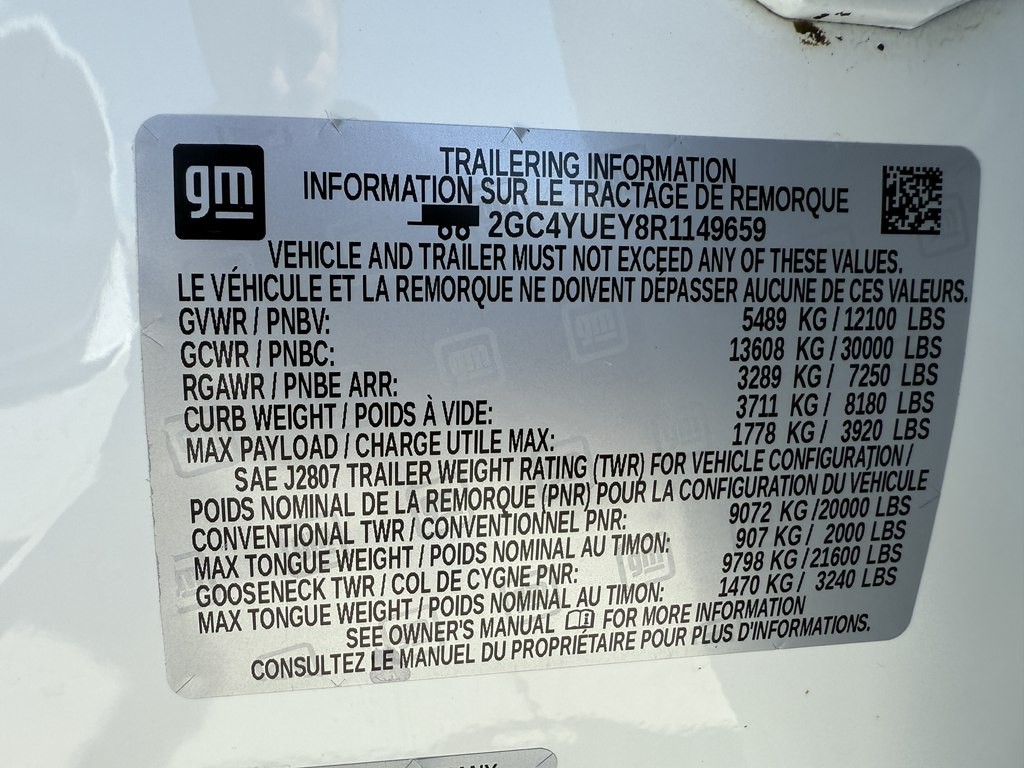 gm
TRAILERING INFORMATION
INFORMATION SUR LE TRACTAGE DE REMORQUE
2GC4YUEY8R1149659
VEHICLE AND TRAILER MUST NOT EXCEED ANY OF THESE VALUES.
LE VÉHICULE ET LA REMORQUE NE DOIVENT DÉPASSER AUCUNE DE CES VALEURS.
GVWR / PNBV: 5489 KG / 12100 LBS
GCWR / PNBC: 13608 KG / 30000 LBS
RGAWR / PNBE ARR: 3289 KG / 7250 LBS
CURB WEIGHT / POIDS À VIDE: 3711 KG / 8180 LBS
MAX PAYLOAD / CHARGE UTILE MAX: 1778 KG / 3920 LBS
SAE J2807 TRAILER WEIGHT RATING (TWR) FOR VEHICLE CONFIGURATION /
POIDS NOMINAL DE LA REMORQUE (PNR) POUR LA CONFIGURATION DU VÉHICULE
CONVENTIONAL TWR / CONVENTIONNEL PNR: 9072 KG / 20000 LBS
MAX TONGUE WEIGHT / POIDS NOMINAL AU TIMON: 907 KG / 2000 LBS
GOOSENECK TWR / COL DE CYGNE PNR: 9798 KG / 21600 LBS
MAX TONGUE WEIGHT / POIDS NOMINAL AU TIMON: 1470 KG / 3240 LBS
SEE OWNER'S MANUAL FOR MORE INFORMATION
CONSULTEZ LE MANUEL DU PROPRIÉTAIRE POUR PLUS D'INFORMATIONS.